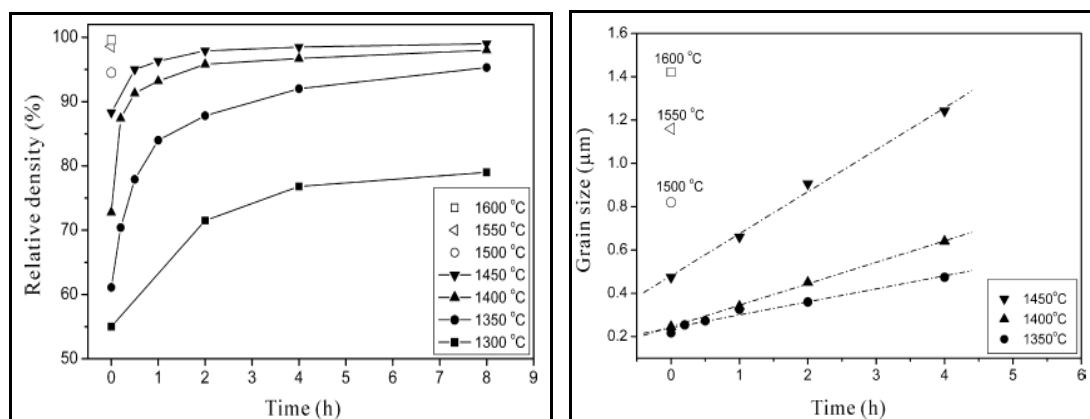 100
90
80
70
60
50
0 1 2 3 4 5 6 7 8 9
Relative density (%)
Time (h)
1600 °C
1550 °C
1500 °C
1450 °C
1400 °C
1350 °C
1300 °C
1.6
1.4
1.2
1.0
0.8
0.6
0.4
0.2
0 1 2 3 4 5 6
Grain size (μm)
Time (h)
1600 °C
1550 °C
1500 °C
1450°C
1400°C
1350°C